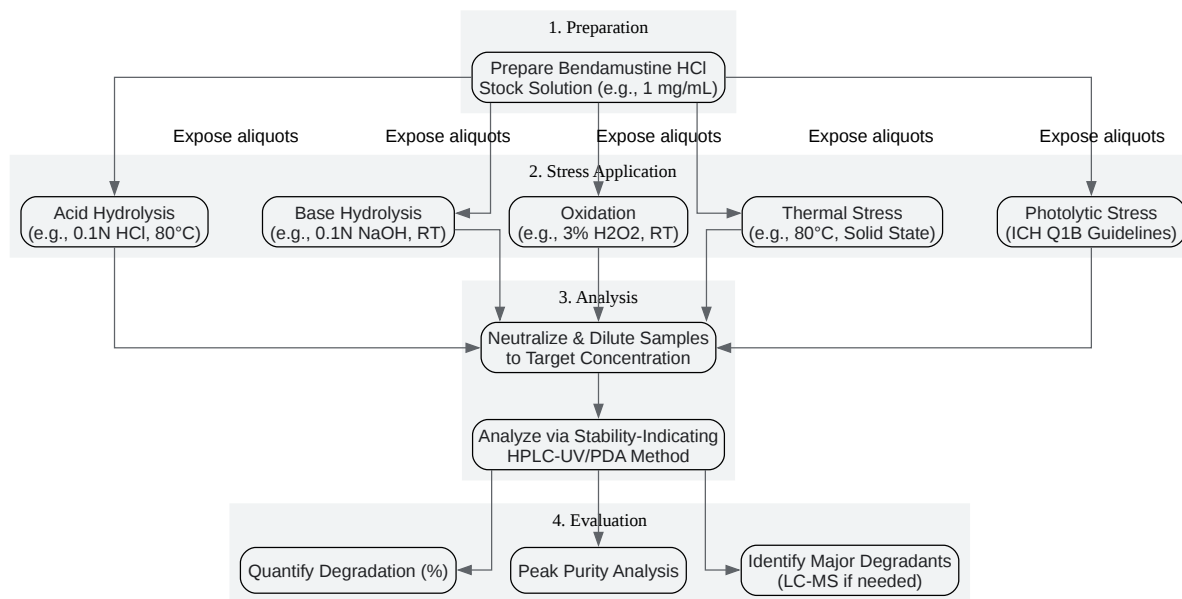 1. Preparation
Prepare Bendamustine HCl
Stock Solution (e.g., 1 mg/mL)
Expose aliquots
Expose aliquots
Expose aliquots
Expose aliquots
Expose aliquots
2. Stress Application
Acid Hydrolysis
(e.g., 0.1N HCl, 80°C)
Base Hydrolysis
(e.g., 0.1N NaOH, RT)
Oxidation
(e.g., 3% H2O2, RT)
Thermal Stress
(e.g., 80°C, Solid State)
Photolytic Stress
(ICH Q1B Guidelines)
3. Analysis
Neutralize & Dilute Samples
to Target Concentration
Analyze via Stability-Indicating
HPLC-UV/PDA Method
4. Evaluation
Quantify Degradation (%)
Peak Purity Analysis
Identify Major Degradants
(LC-MS if needed)